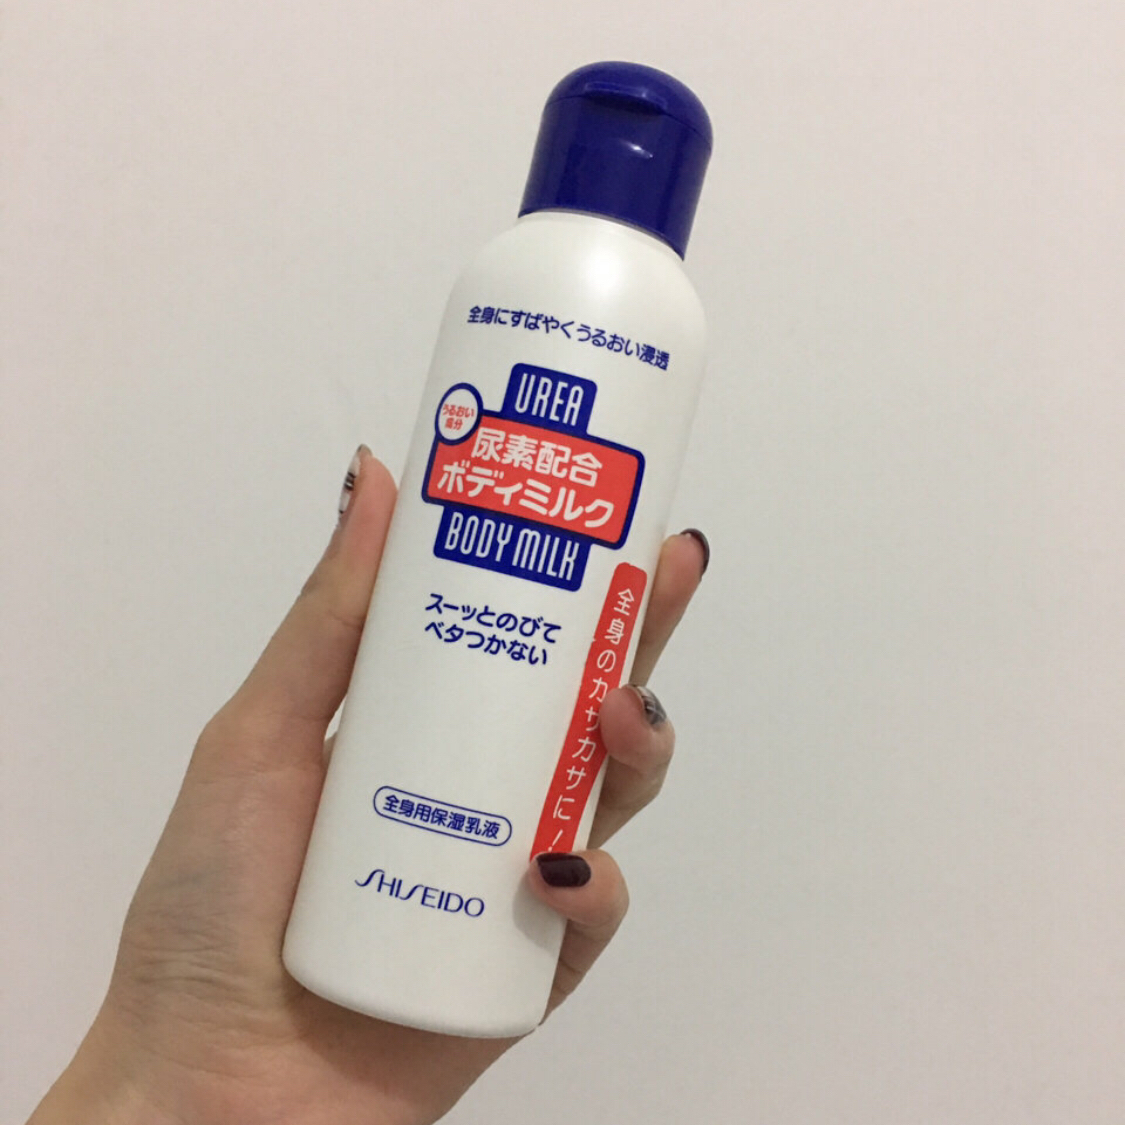 全身にすばやくうるおい浸透
UREA
うるおい
成分
尿素配合
ボディミルク
BODY MILK
スーッとのびて
ベタつかない
全身のカサカサに!
全身用保湿乳液
SHISEIDO